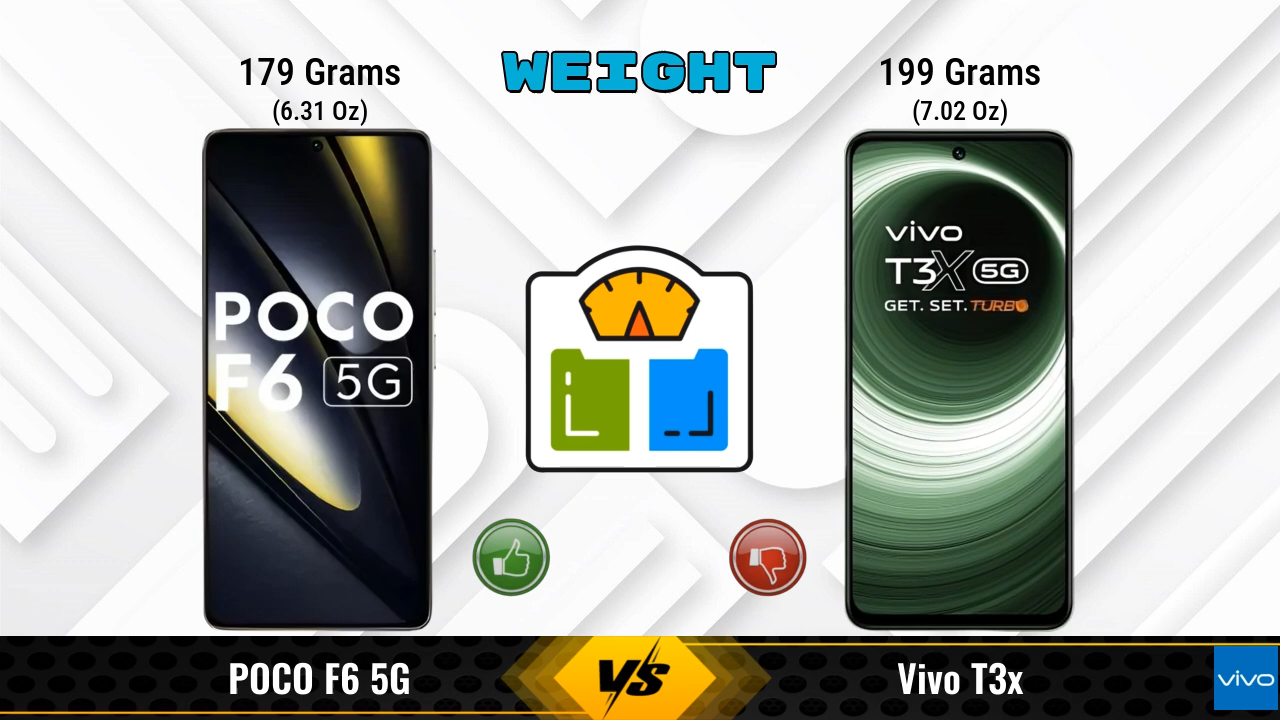 WEIGHT
179 Grams
(6.31 Oz)
199 Grams
(7.02 Oz)
POCO
F6 5G
vivo
T3X 5G
GET. SET. TURBO
POCO F6 5G
VS
Vivo T3x
vivo